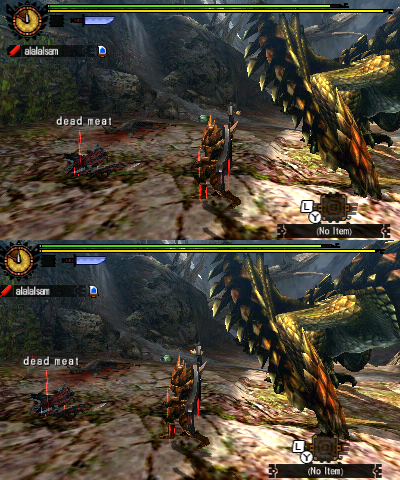 alalalsam
dead meat
L
Y
(No Item)
alalalsam
dead meat
L
Y
(No Item)